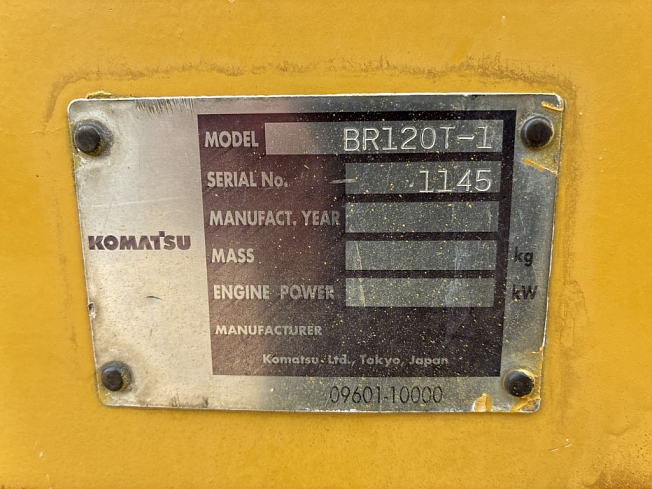 MODEL BR120T-1
SERIAL No. 1145
MANUFACT. YEAR
KOMATSU
MASS kg
ENGINE POWER kW
MANUFACTURER
Komatsu Ltd., Tokyo, Japan
09601-10000